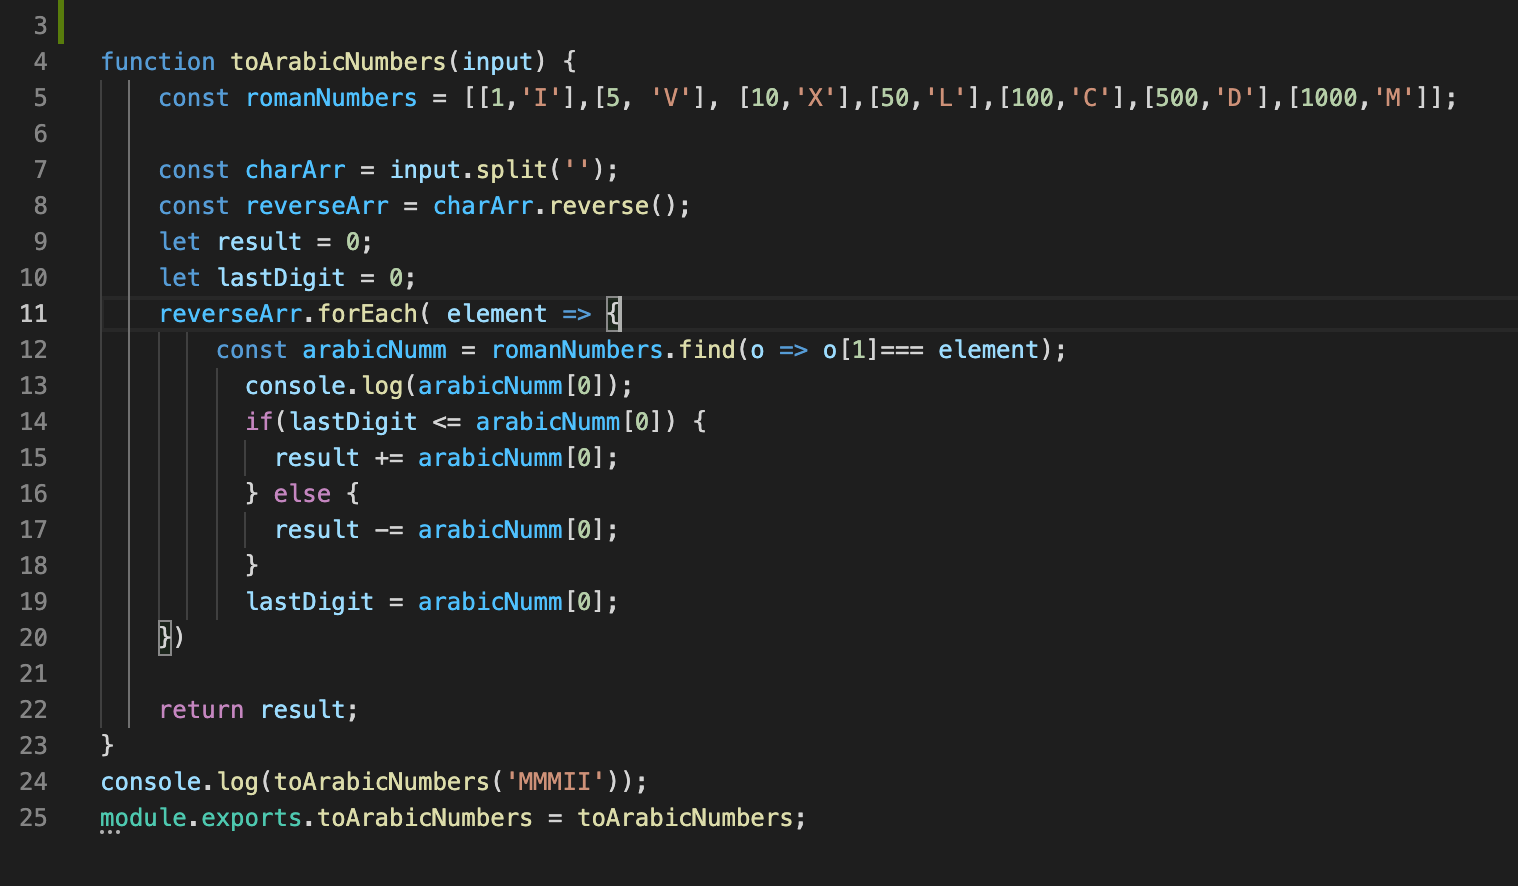 3
4 function toArabicNumbers(input) {
5 const romanNumbers = [[1,'I'],[5, 'V'], [10,'X'],[50,'L'],[100,'C'],[500,'D'],[1000,'M']];
6
7 const charArr = input.split('');
8 const reverseArr = charArr.reverse();
9 let result = 0;
10 let lastDigit = 0;
11 reverseArr.forEach( element => {
12 const arabicNumm = romanNumbers.find(o => o[1]=== element);
13 console.log(arabicNumm[0]);
14 if(lastDigit <= arabicNumm[0]) {
15 result += arabicNumm[0];
16 } else {
17 result -= arabicNumm[0];
18 }
19 lastDigit = arabicNumm[0];
20 })
21
22 return result;
23 }
24 console.log(toArabicNumbers('MMMII'));
25 module.exports.toArabicNumbers = toArabicNumbers;